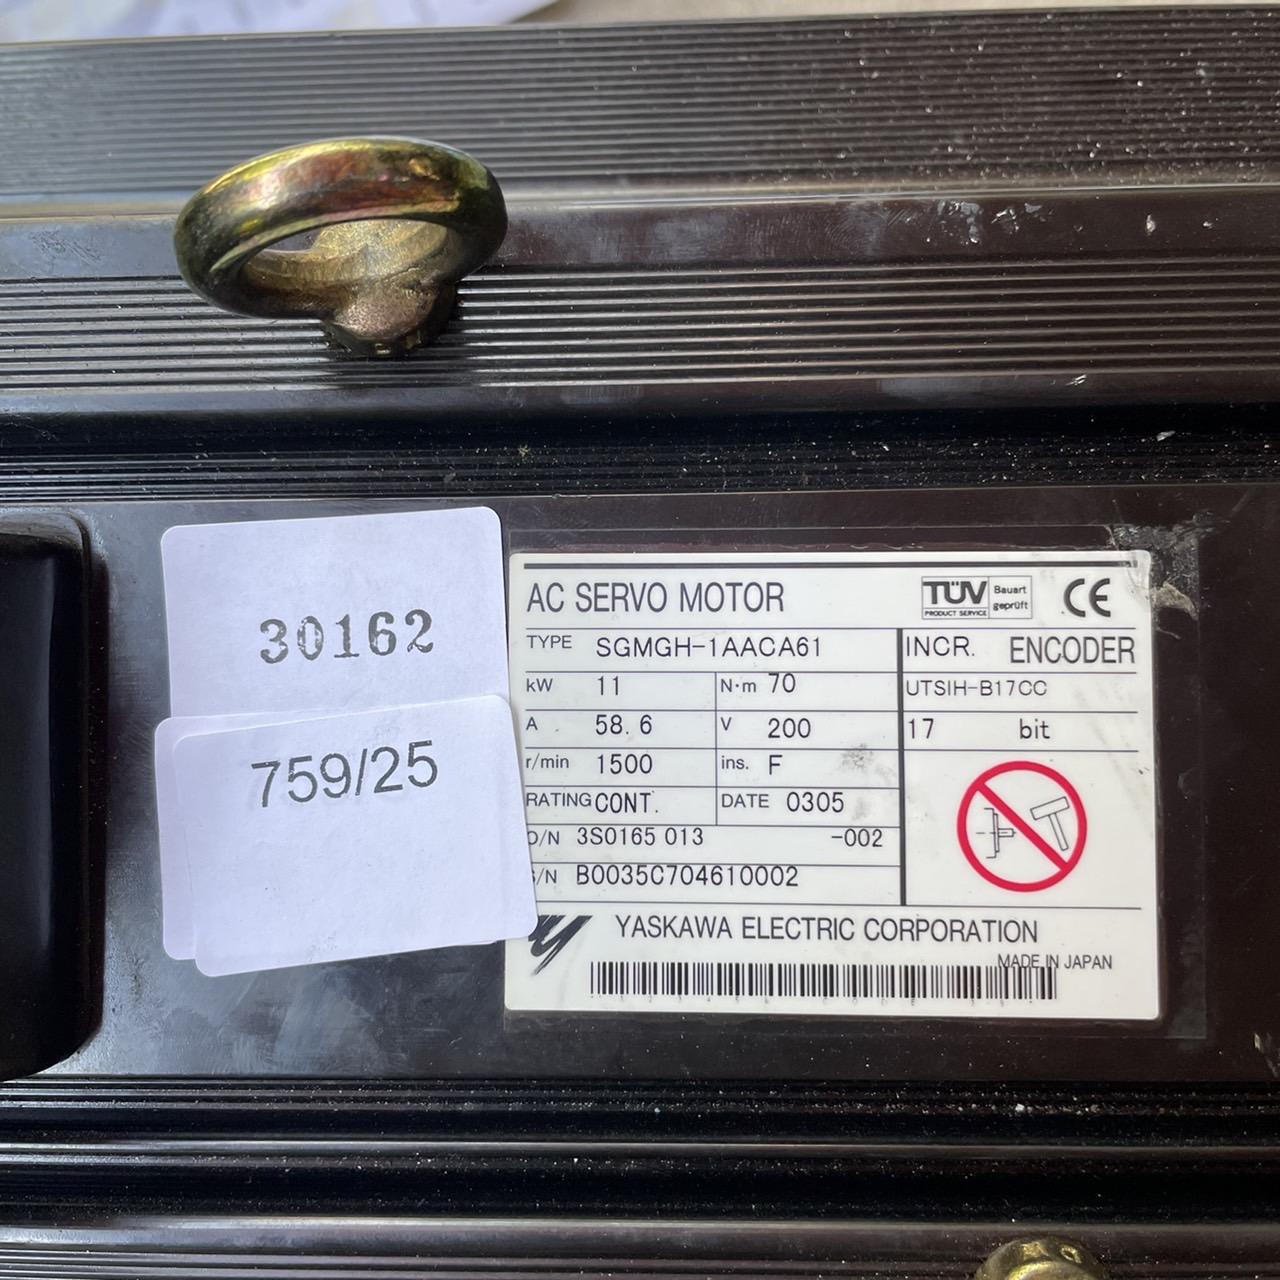 30162
759/25
AC SERVO MOTOR
TÜV
PRODUCT SERVICE
Bauart
geprüft
CE
TYPE SGMGH-1AACA61
INCR. ENCODER
kW 11 N·m 70
UTSIH-B17CC
A 58.6 V 200
17 bit
r/min 1500 ins. F
RATING CONT. DATE 0305
O/N 3S0165 013 -002
S/N B0035C704610002
YASKAWA ELECTRIC CORPORATION
MADE IN JAPAN